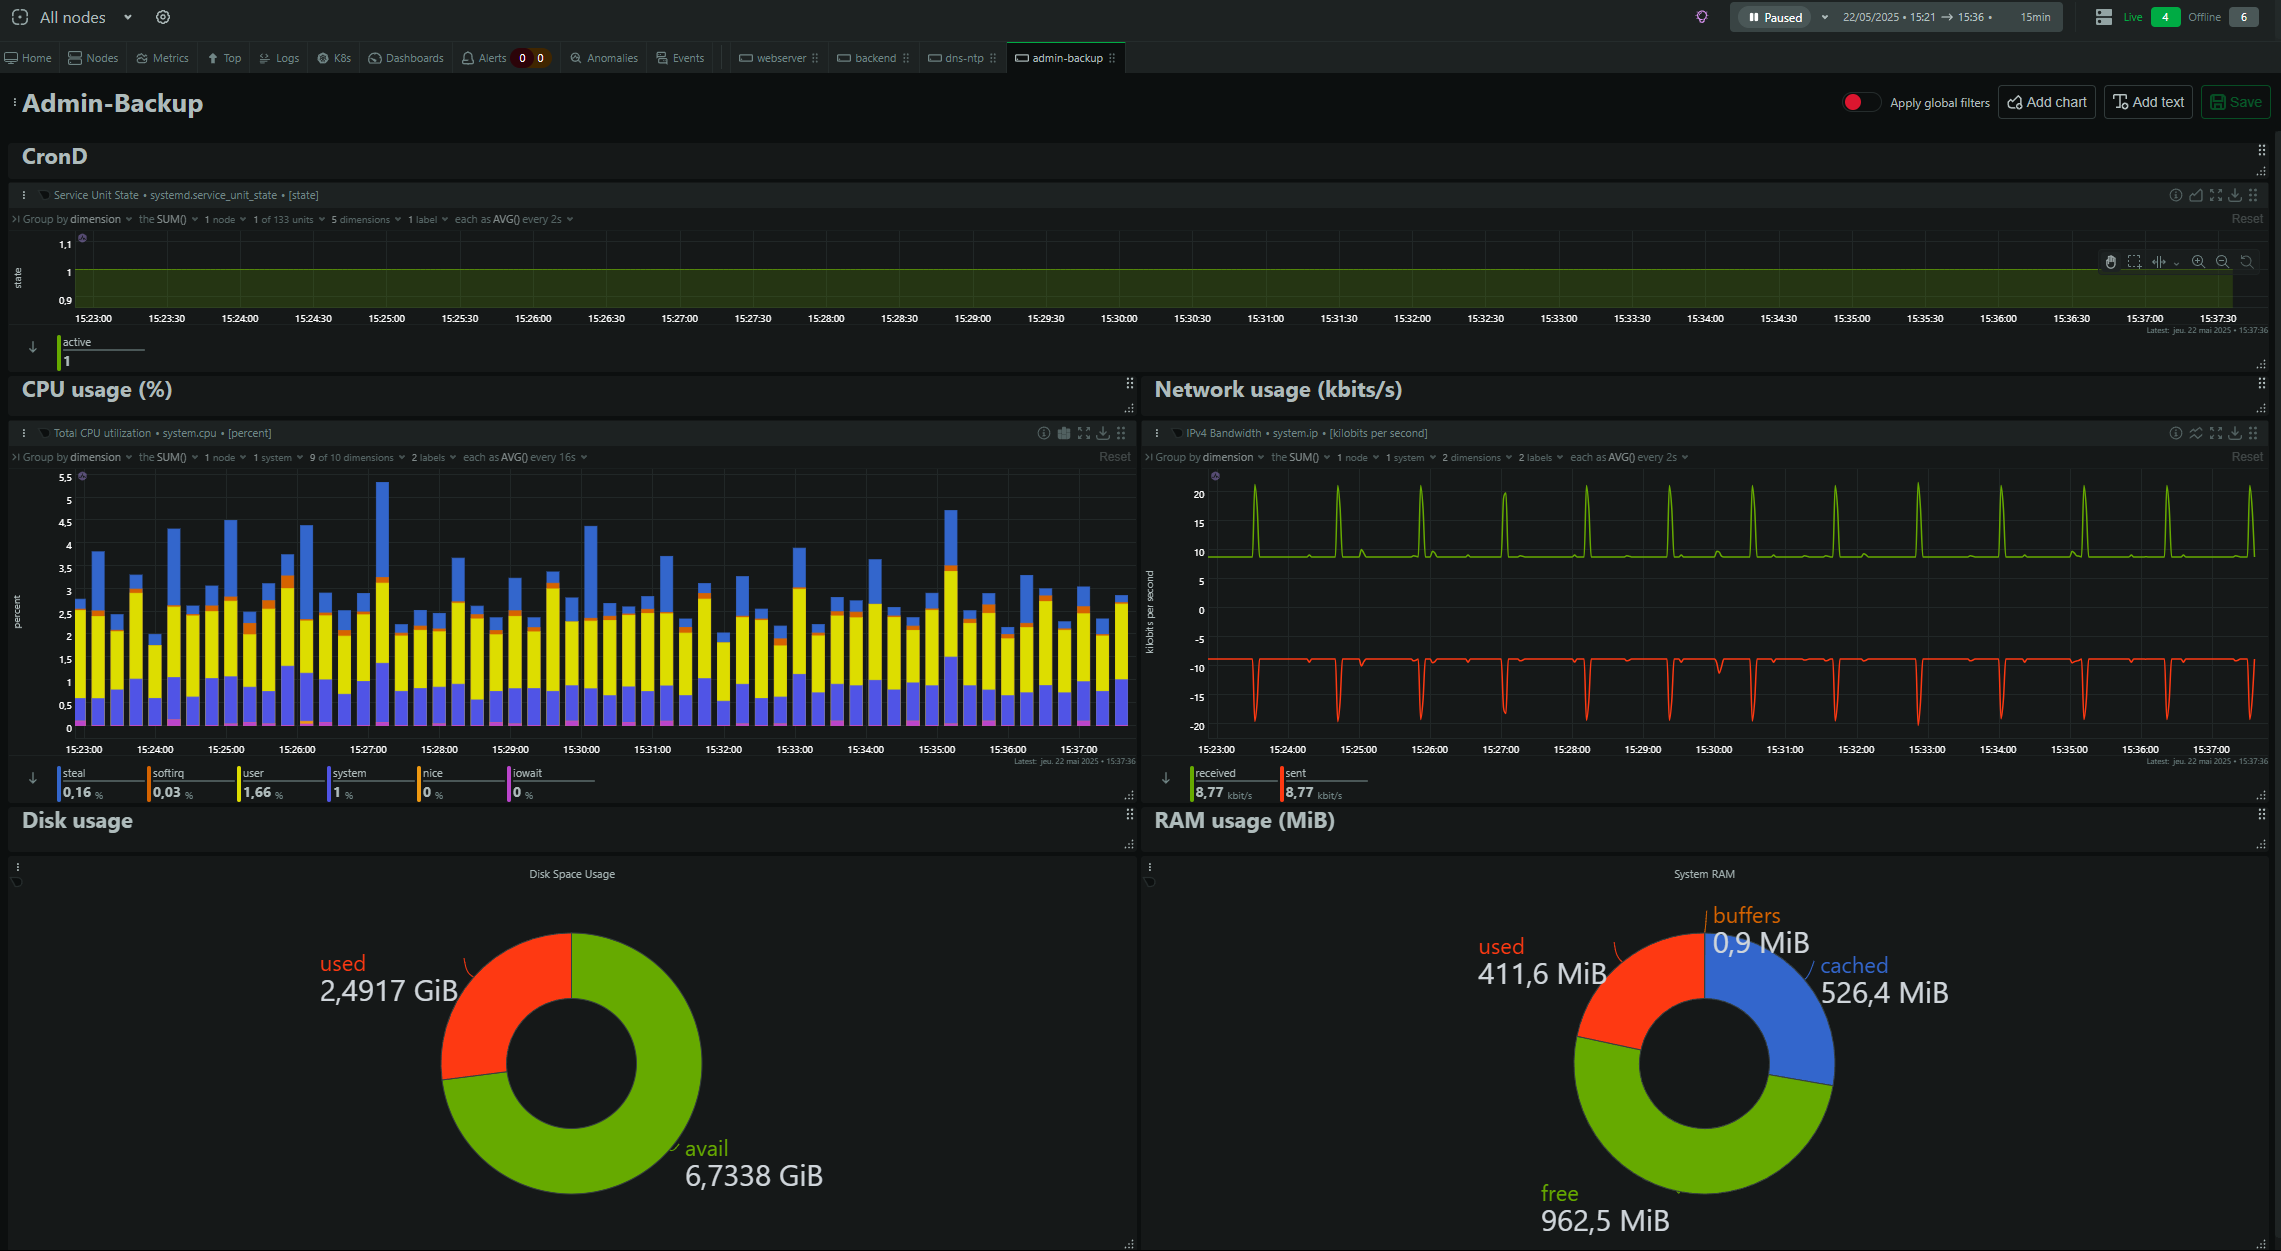 All nodes
Paused 22/05/2025 • 15:21 → 15:36 • 15min Live 4 Offline 6
Home Nodes Metrics Top Logs K8s Dashboards Alerts 0 0 Anomalies Events webserver backend dns-ntp admin-backup
Admin-Backup
Apply global filters Add chart Add text Save
CronD
Service Unit State • systemd.service_unit_state • [state]
Group by dimension the SUM() 1 node 1 of 133 units 5 dimensions 1 label each as AVG() every 2s Reset
state
1,1
1
0,9
15:23:00 15:23:30 15:24:00 15:24:30 15:25:00 15:25:30 15:26:00 15:26:30 15:27:00 15:27:30 15:28:00 15:28:30 15:29:00 15:29:30 15:30:00 15:30:30 15:31:00 15:31:30 15:32:00 15:32:30 15:33:00 15:33:30 15:34:00 15:34:30 15:35:00 15:35:30 15:36:00 15:36:30 15:37:00 15:37:30
Latest: jeu. 22 mai 2025 • 15:37:36
active
1
CPU usage (%)
Total CPU utilization • system.cpu • [percent]
Group by dimension the SUM() 1 node 1 system 9 of 10 dimensions 2 labels each as AVG() every 16s Reset
percent
5,5
5
4,5
4
3,5
3
2,5
2
1,5
1
0,5
0
15:23:00 15:24:00 15:25:00 15:26:00 15:27:00 15:28:00 15:29:00 15:30:00 15:31:00 15:32:00 15:33:00 15:34:00 15:35:00 15:36:00 15:37:00
Latest: jeu. 22 mai 2025 • 15:37:36
steal softirq user system nice iowait
0,16 % 0,03 % 1,66 % 1 % 0 % 0 %
Network usage (kbits/s)
IPv4 Bandwidth • system.ip • [kilobits per second]
Group by dimension the SUM() 1 node 1 system 2 dimensions 2 labels each as AVG() every 2s Reset
kilobits per second
20
15
10
5
0
-5
-10
-15
-20
15:23:00 15:24:00 15:25:00 15:26:00 15:27:00 15:28:00 15:29:00 15:30:00 15:31:00 15:32:00 15:33:00 15:34:00 15:35:00 15:36:00 15:37:00
Latest: jeu. 22 mai 2025 • 15:37:36
received sent
8,77 kbit/s 8,77 kbit/s
Disk usage
Disk Space Usage
used
2,4917 GiB
avail
6,7338 GiB
RAM usage (MiB)
System RAM
buffers
0,9 MiB
used
411,6 MiB
cached
526,4 MiB
free
962,5 MiB